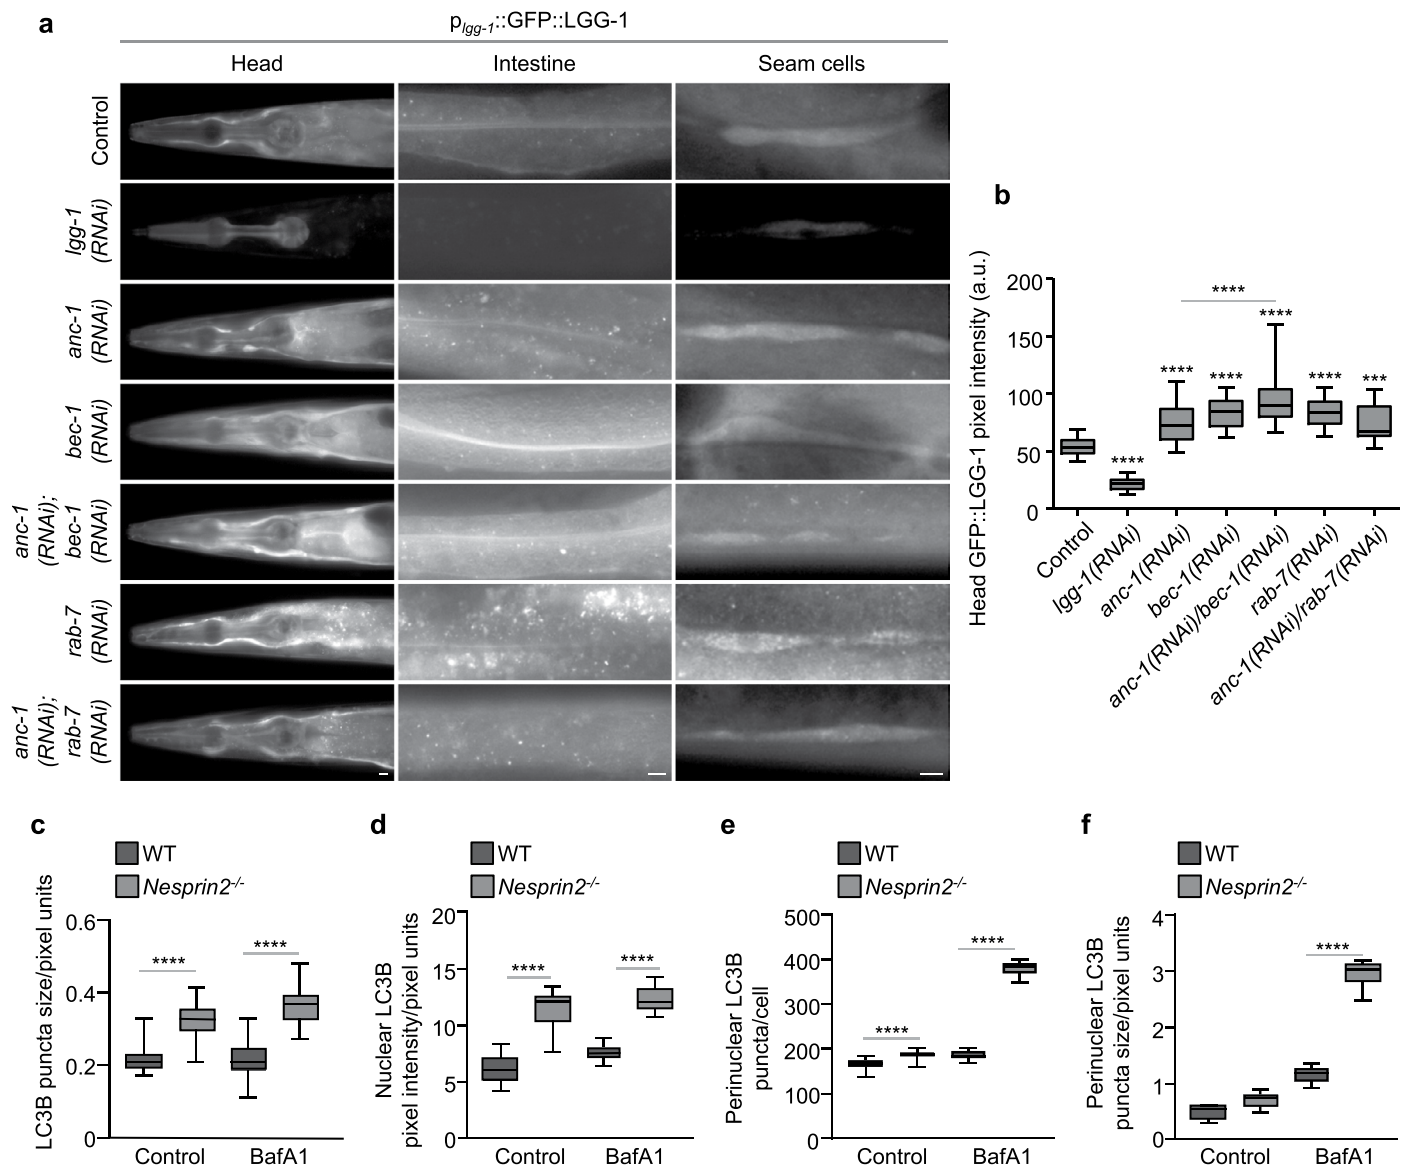 a
p_lgg-1::GFP::LGG-1
Head
Intestine
Seam cells
Control
lgg-1
(RNAi)
anc-1
(RNAi)
bec-1
(RNAi)
anc-1
(RNAi);
bec-1
(RNAi)
rab-7
(RNAi)
anc-1
(RNAi);
rab-7
(RNAi)
b
Head GFP::LGG-1 pixel intensity (a.u.)
200
150
100
50
0
****
****
****
****
****
****
***
Control
lgg-1(RNAi)
anc-1(RNAi)
bec-1(RNAi)
anc-1(RNAi)/bec-1(RNAi)
rab-7(RNAi)
anc-1(RNAi)/rab-7(RNAi)
c
WT
Nesprin2-/-
LC3B puncta size/pixel units
0.6
0.4
0.2
0
****
****
Control
BafA1
d
WT
Nesprin2-/-
Nuclear LC3B
pixel intensity/pixel units
20
15
10
5
0
****
****
Control
BafA1
e
WT
Nesprin2-/-
Perinuclear LC3B
puncta/cell
500
400
300
200
100
0
****
****
Control
BafA1
f
WT
Nesprin2-/-
Perinuclear LC3B
puncta size/pixel units
4
3
2
1
0
****
Control
BafA1